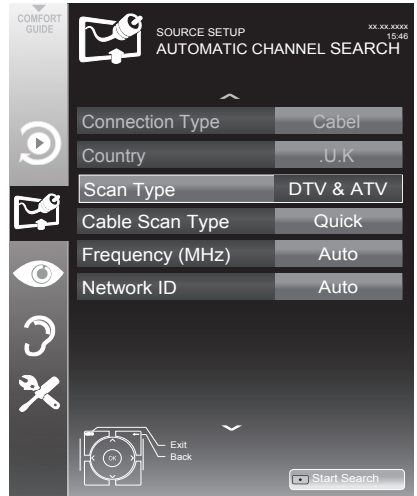 COMFORT
GUIDE
SOURCE SETUP
AUTOMATIC CHANNEL SEARCH
xx.xx.xxxx
15:46
Connection Type Cabel
Country .U.K
Scan Type DTV & ATV
Cable Scan Type Quick
Frequency (MHz) Auto
Network ID Auto
Exit
Back
OK
Start Search